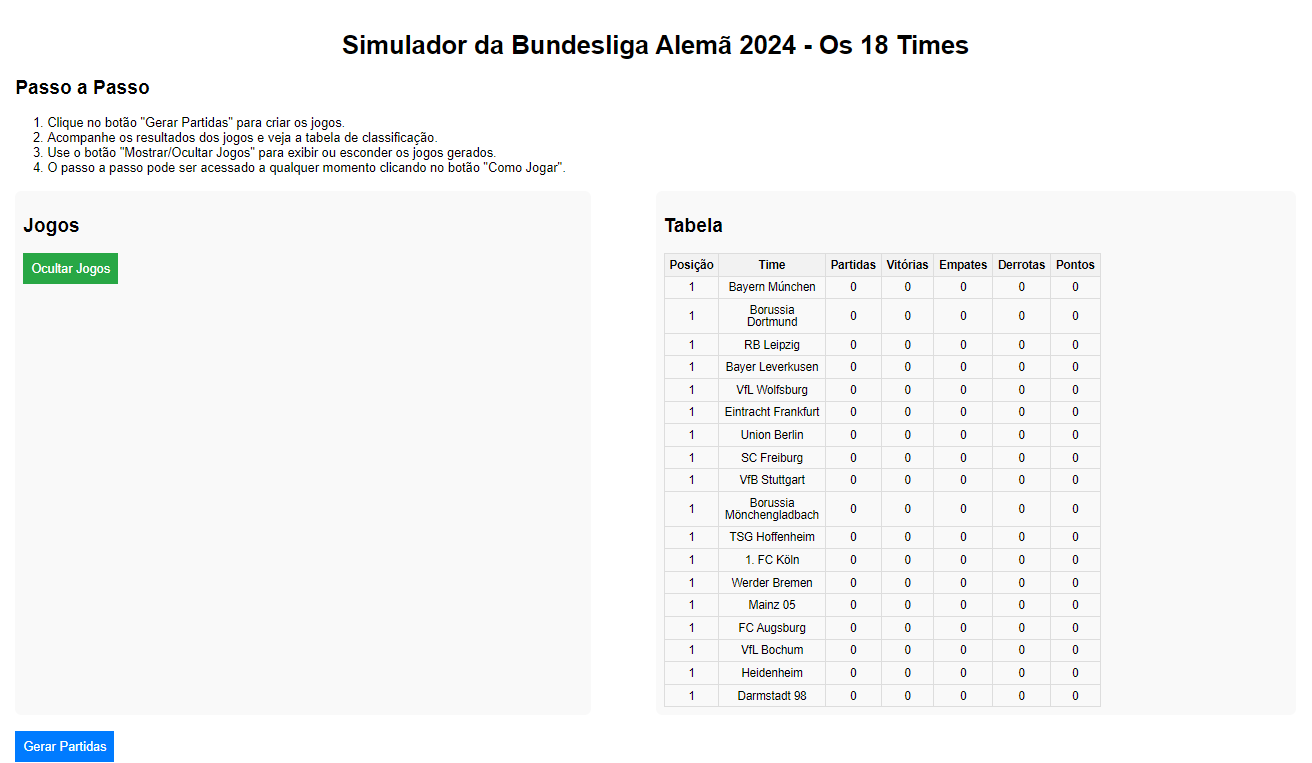 Simulador da Bundesliga Alemã 2024 - Os 18 Times
Passo a Passo
1. Clique no botão "Gerar Partidas" para criar os jogos.
2. Acompanhe os resultados dos jogos e veja a tabela de classificação.
3. Use o botão "Mostrar/Ocultar Jogos" para exibir ou esconder os jogos gerados.
4. O passo a passo pode ser acessado a qualquer momento clicando no botão "Como Jogar".
Jogos
Ocultar Jogos
Tabela
Posição Time Partidas Vitórias Empates Derrotas Pontos
1 Bayern Múnchen 0 0 0 0 0
1 Borussia Dortmund 0 0 0 0 0
1 RB Leipzig 0 0 0 0 0
1 Bayer Leverkusen 0 0 0 0 0
1 VfL Wolfsburg 0 0 0 0 0
1 Eintracht Frankfurt 0 0 0 0 0
1 Union Berlin 0 0 0 0 0
1 SC Freiburg 0 0 0 0 0
1 VfB Stuttgart 0 0 0 0 0
1 Borussia Mönchengladbach 0 0 0 0 0
1 TSG Hoffenheim 0 0 0 0 0
1 1. FC Köln 0 0 0 0 0
1 Werder Bremen 0 0 0 0 0
1 Mainz 05 0 0 0 0 0
1 FC Augsburg 0 0 0 0 0
1 VfL Bochum 0 0 0 0 0
1 Heidenheim 0 0 0 0 0
1 Darmstadt 98 0 0 0 0 0
Gerar Partidas